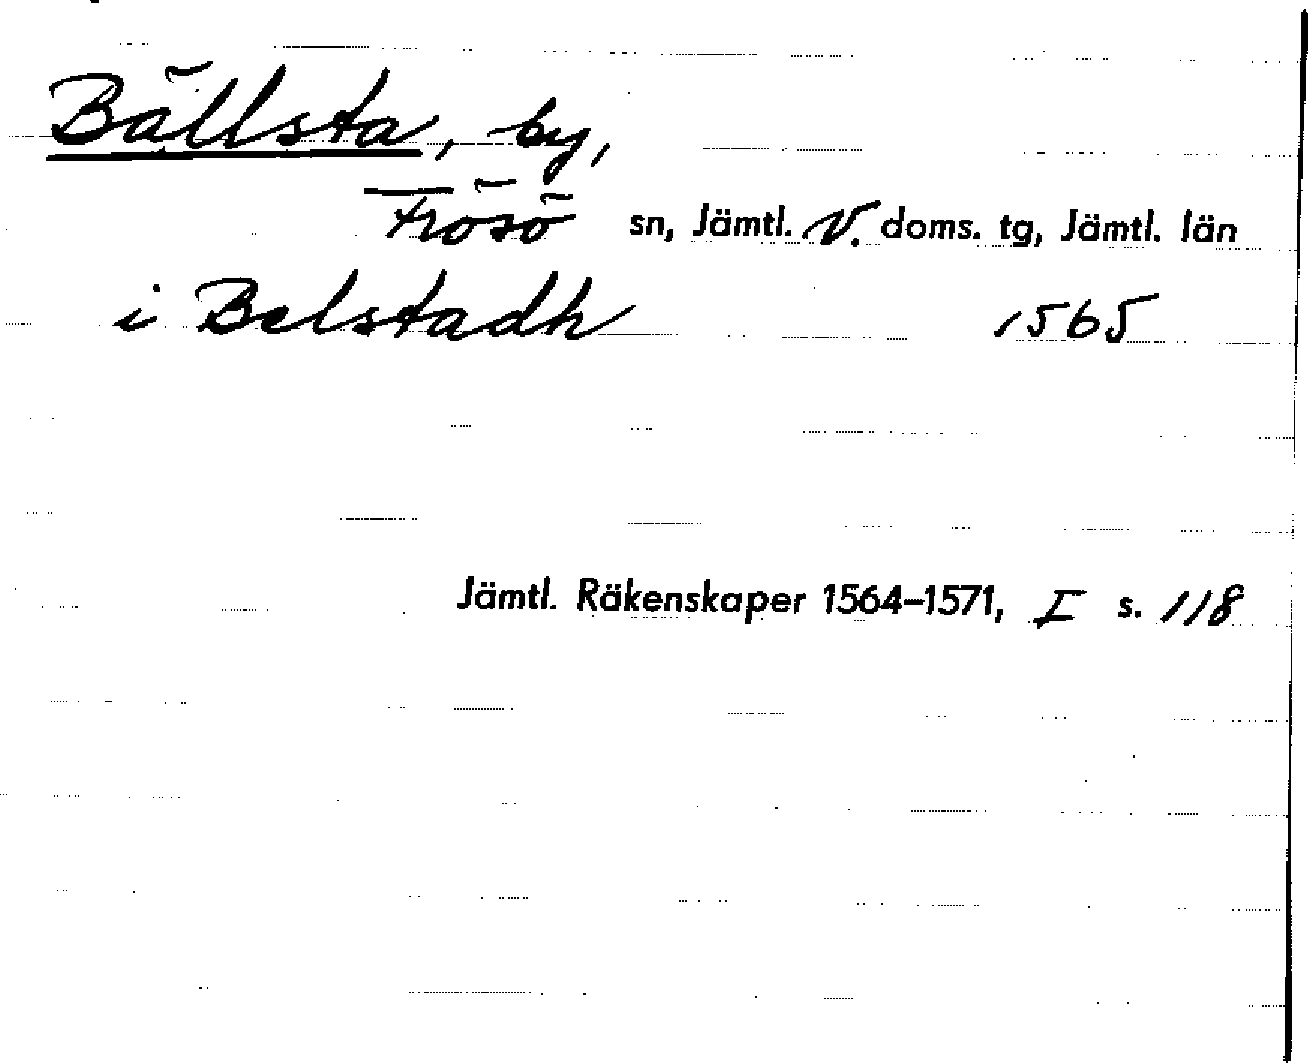 Bällsta, by,
Frösö sn, Jämtl. V. doms. tg, Jämtl. län
i Belstadh 1565
Jämtl. Räkenskaper 1564–1571, I s. 118